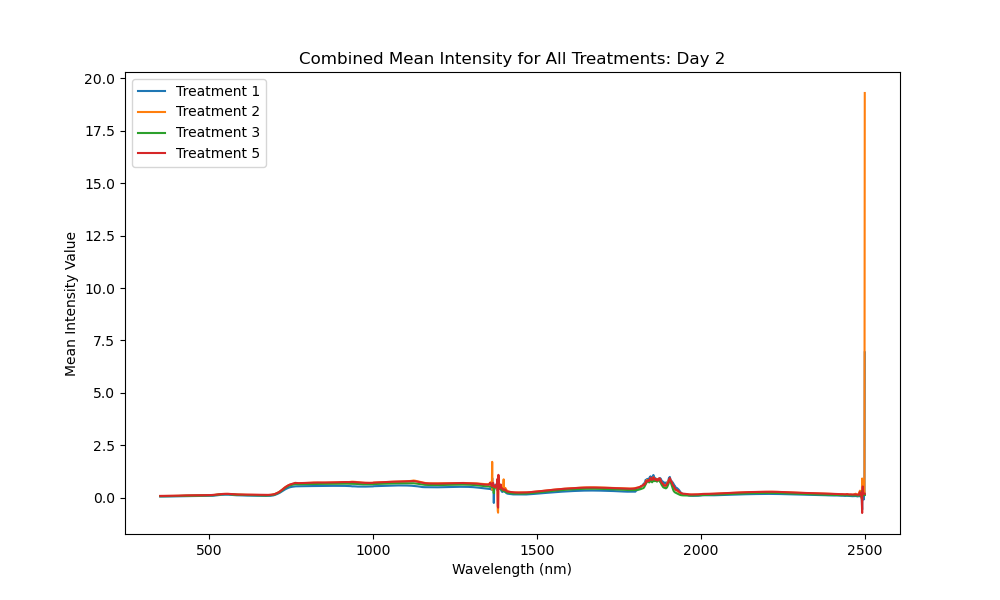 Combined Mean Intensity for All Treatments: Day 2
20.0
17.5
15.0
12.5
10.0
7.5
5.0
2.5
0.0
Mean Intensity Value
Treatment 1
Treatment 2
Treatment 3
Treatment 5
500
1000
1500
2000
2500
Wavelength (nm)